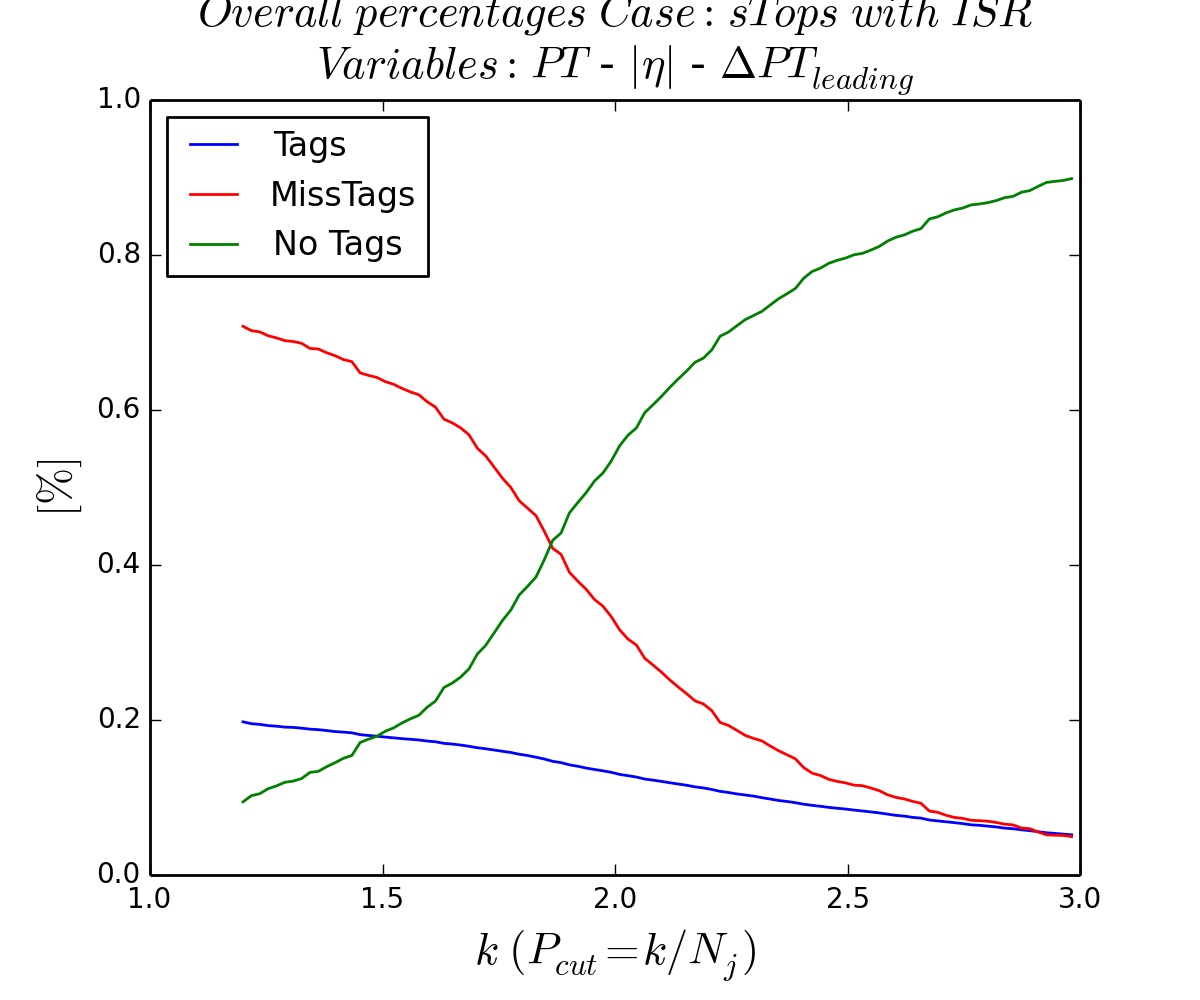 Overall percentages Case: sTops with ISR
Variables: PT - |η| - ΔPT_leading
1.0
Tags
MissTags
No Tags
0.8
0.6
[%]
0.4
0.2
0.0
1.0 1.5 2.0 2.5 3.0
k (P_cut = k/N_j)